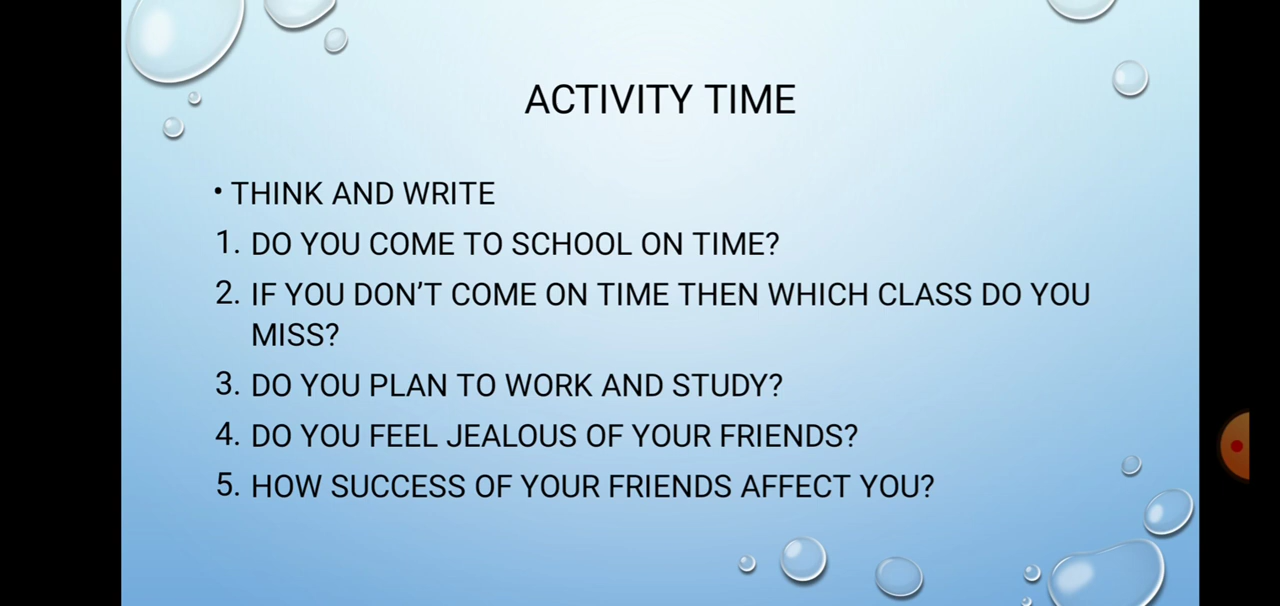 ACTIVITY TIME
• THINK AND WRITE
1. DO YOU COME TO SCHOOL ON TIME?
2. IF YOU DON’T COME ON TIME THEN WHICH CLASS DO YOU
MISS?
3. DO YOU PLAN TO WORK AND STUDY?
4. DO YOU FEEL JEALOUS OF YOUR FRIENDS?
5. HOW SUCCESS OF YOUR FRIENDS AFFECT YOU?